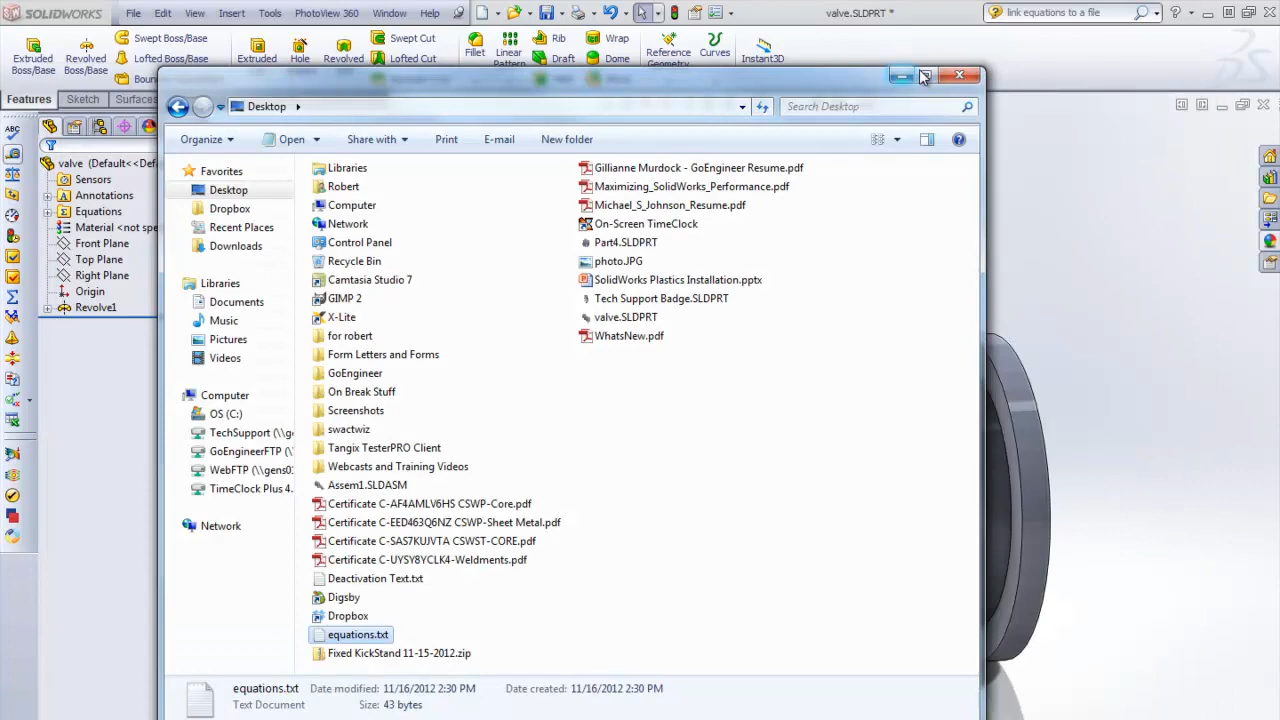 SOLIDWORKS File Edit View Insert Tools PhotoView 360 Window Help valve.SLDPRT * link equations to a file
Extruded Boss/Base
Revolved Boss/Base
Swept Boss/Base
Lofted Boss/Base
Extruded
Hole
Revolved
Swept Cut
Lofted Cut
Fillet
Linear
Rib
Draft
Wrap
Dome
Reference
Curves
Instant3D
Features Sketch Surfaces
valve (Default<<Def
Sensors
Annotations
Equations
Material <not spe
Front Plane
Top Plane
Right Plane
Origin
Revolve1
Desktop
Search Desktop
Organize Open Share with Print E-mail New folder
Favorites
Desktop
Dropbox
Recent Places
Downloads
Libraries
Documents
Music
Pictures
Videos
Computer
OS (C:)
TechSupport (\\gens
GoEngineerFTP (\\
WebFTP (\\gens01
TimeClock Plus 4.
Network
Libraries
Robert
Computer
Network
Control Panel
Recycle Bin
Camtasia Studio 7
GIMP 2
X-Lite
for robert
Form Letters and Forms
GoEngineer
On Break Stuff
Screenshots
swactwiz
Tangix TesterPRO Client
Webcasts and Training Videos
Assem1.SLDASM
Certificate C-AF4AMLV6HS CSWP-Core.pdf
Certificate C-EED463Q6NZ CSWP-Sheet Metal.pdf
Certificate C-SAS7KUJVTA CSWST-CORE.pdf
Certificate C-UYSY8YCLK4-Weldments.pdf
Deactivation Text.txt
Digsby
Dropbox
equations.txt
Fixed KickStand 11-15-2012.zip
Gillianne Murdock - GoEngineer Resume.pdf
Maximizing_SolidWorks_Performance.pdf
Michael_S_Johnson_Resume.pdf
On-Screen TimeClock
Part4.SLDPRT
photo.JPG
SolidWorks Plastics Installation.pptx
Tech Support Badge.SLDPRT
valve.SLDPRT
WhatsNew.pdf
equations.txt Date modified: 11/16/2012 2:30 PM Date created: 11/16/2012 2:30 PM
Text Document Size: 43 bytes